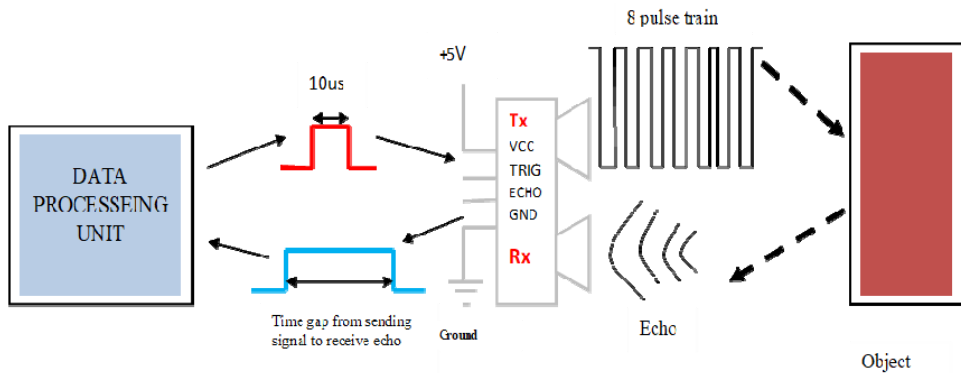 8 pulse train
+5V
10us
Tx
VCC
TRIG
ECHO
GND
Rx
DATA
PROCESSEING
UNIT
Time gap from sending
signal to receive echo
Ground
Echo
Object